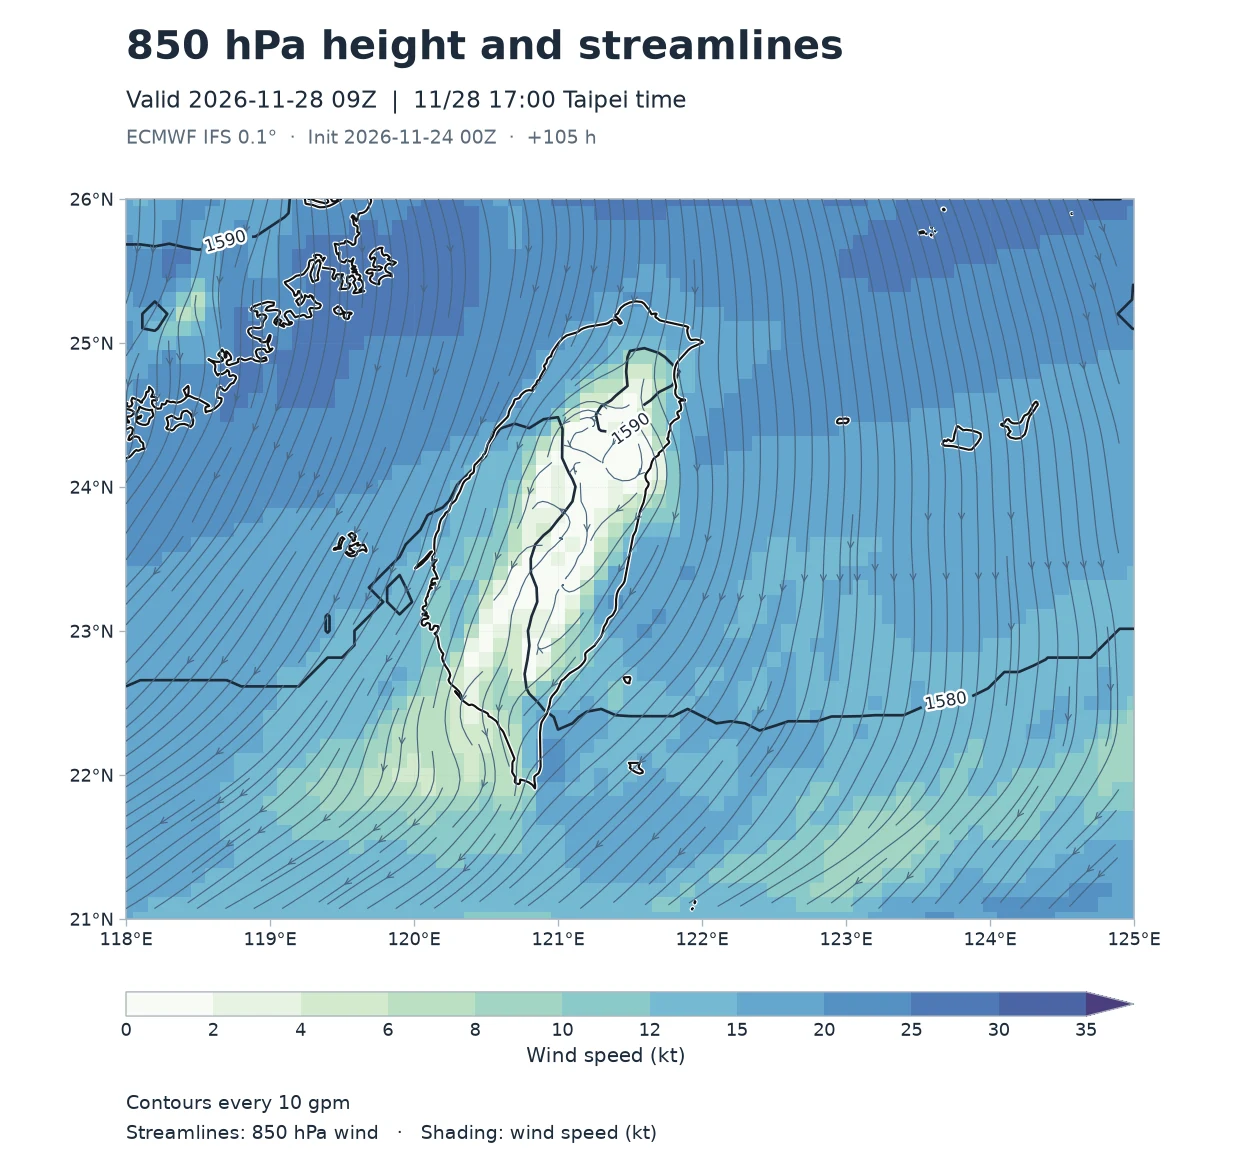 850 hPa height and streamlines
Valid 2026-11-28 09Z | 11/28 17:00 Taipei time
ECMWF IFS 0.1° · Init 2026-11-24 00Z · +105 h
26°N
1590
25°N
1590
24°N
23°N
1580
22°N
21°N
118°E 119°E 120°E 121°E 122°E 123°E 124°E 125°E
0 2 4 6 8 10 12 15 20 25 30 35
Wind speed (kt)
Contours every 10 gpm
Streamlines: 850 hPa wind · Shading: wind speed (kt)